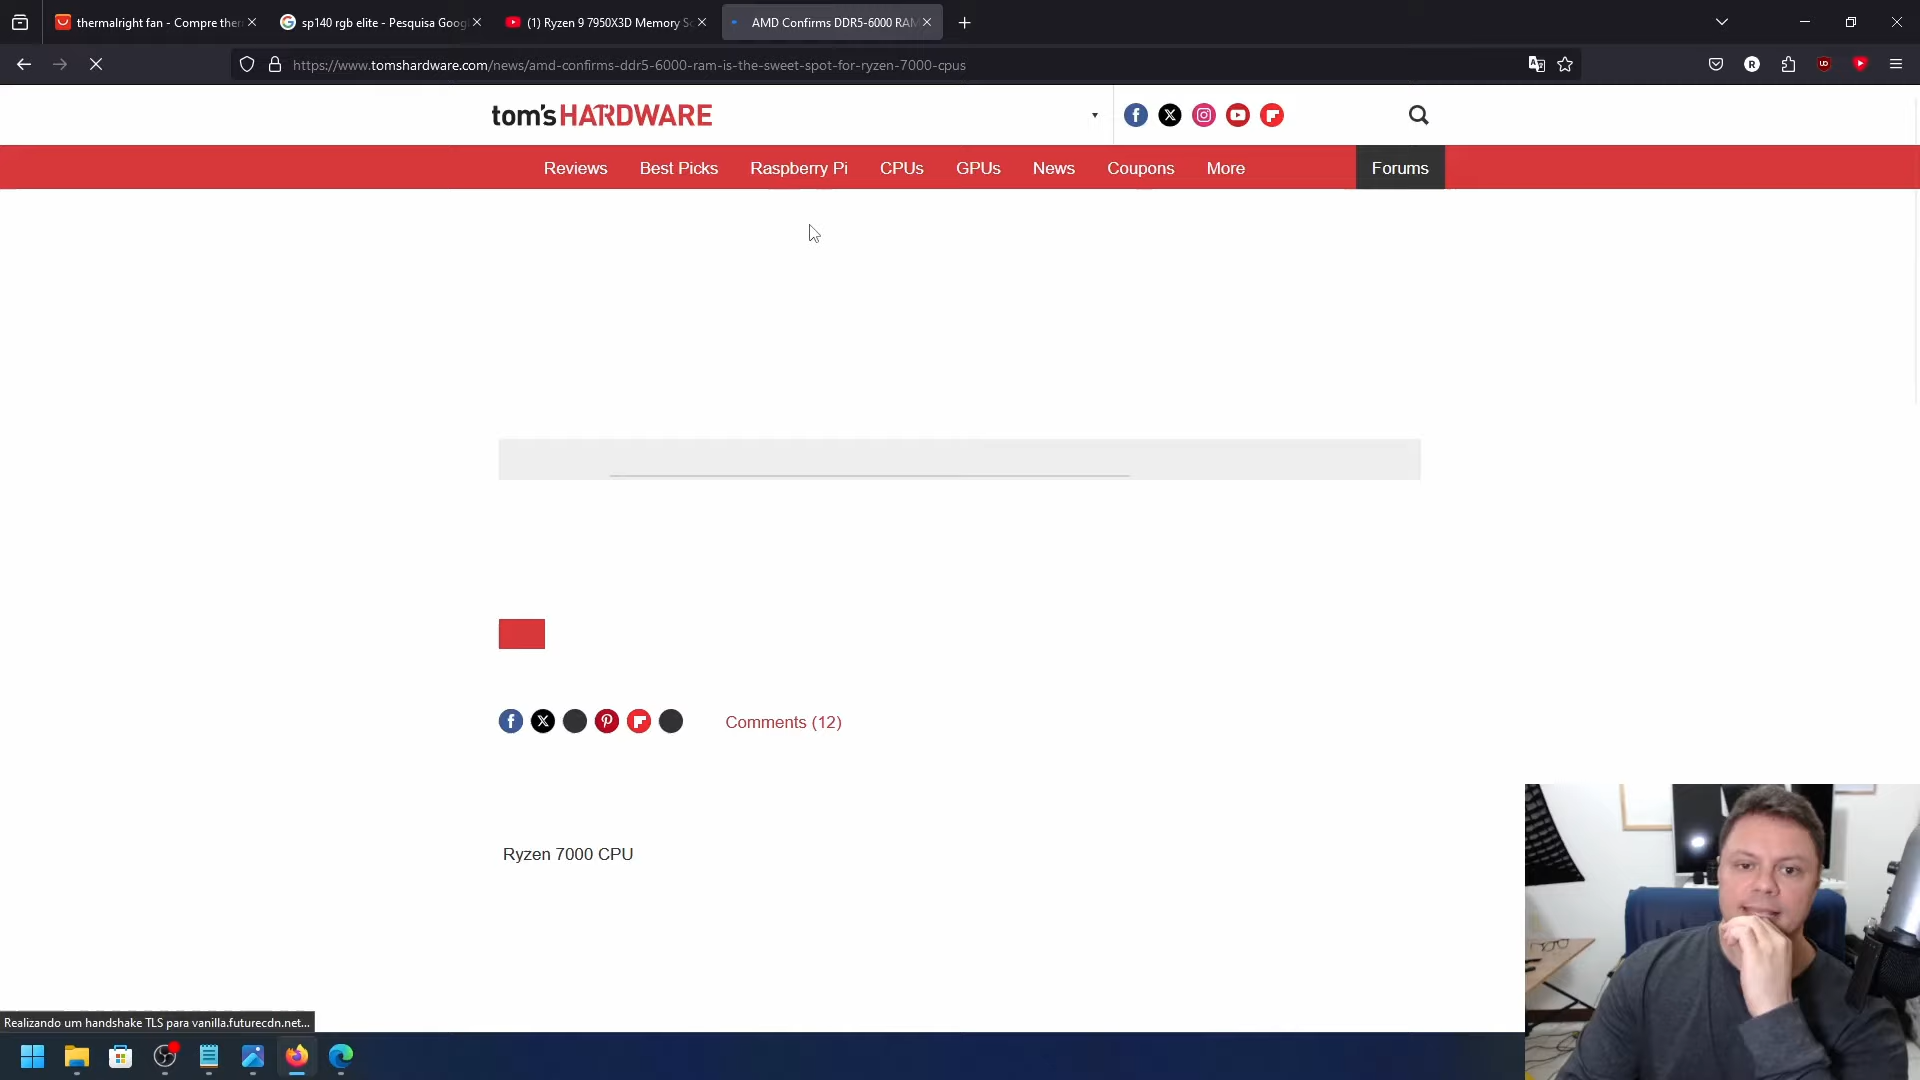 thermalright fan - Compre ther
sp140 rgb elite - Pesquisa Goog
(1) Ryzen 9 7950X3D Memory Sc
AMD Confirms DDR5-6000 RAM
https://www.tomshardware.com/news/amd-confirms-ddr5-6000-ram-is-the-sweet-spot-for-ryzen-7000-cpus
R
tom's HARDWARE
Reviews Best Picks Raspberry Pi CPUs GPUs News Coupons More Forums
Comments (12)
Ryzen 7000 CPU
Realizando um handshake TLS para vanilla.futurecdn.net...